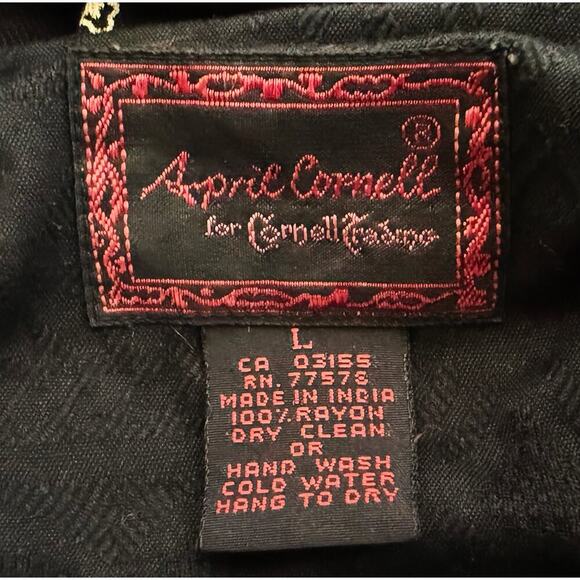 ®
April Cornell
for Cornell Trading
L
CA 03155
RN. 77578
MADE IN INDIA
100% RAYON
DRY CLEAN
OR
HAND WASH
COLD WATER
HANG TO DRY